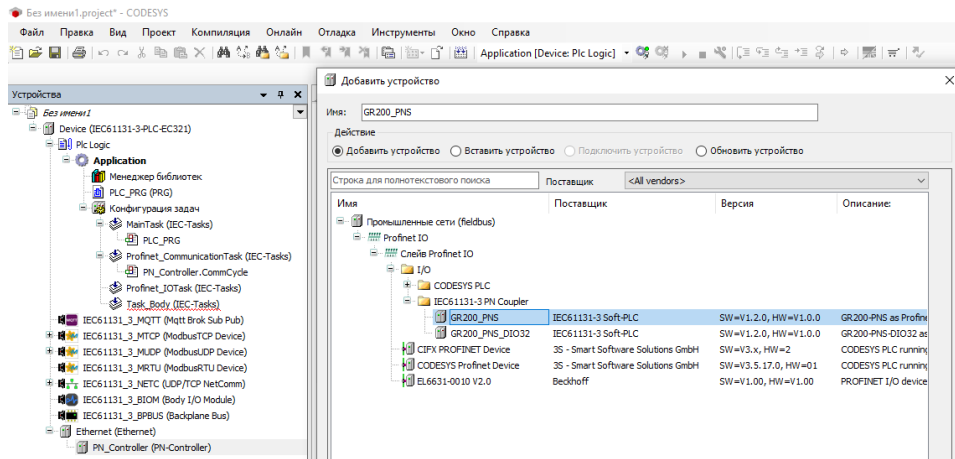 Без имени1.project* - CODESYS
Файл Правка Вид Проект Компиляция Онлайн Отладка Инструменты Окно Справка
Application [Device: Plc Logic]
Устройства
Без имени1
Device (IEC61131-3-PLC-EC321)
Plc Logic
Application
Менеджер библиотек
PLC_PRG (PRG)
Конфигурация задач
MainTask (IEC-Tasks)
PLC_PRG
Profinet_CommunicationTask (IEC-Tasks)
PN_Controller.CommCycle
Profinet_IOTask (IEC-Tasks)
Task_Body (IEC-Tasks)
IEC61131_3_MQTT (Mqtt Brok Sub Pub)
IEC61131_3_MTCP (ModbusTCP Device)
IEC61131_3_MUDP (ModbusUDP Device)
IEC61131_3_MRTU (ModbusRTU Device)
IEC61131_3_NETC (UDP/TCP NetComm)
IEC61131_3_BIOM (Body I/O Module)
IEC61131_3_BPBUS (Backplane Bus)
Ethernet (Ethernet)
PN_Controller (PN-Controller)
Добавить устройство
Имя: GR200_PNS
Действие
Добавить устройство Вставить устройство Подключить устройство Обновить устройство
Строка для полнотекстового поиска Поставщик <All vendors>
Имя Поставщик Версия Описание:
Промышленные сети (fieldbus)
Profinet IO
Слейв Profinet IO
I/O
CODESYS PLC
IEC61131-3 PN Coupler
GR200_PNS IEC61131-3 Soft-PLC SW=V1.2.0, HW=V1.0.0 GR200-PNS as Profine
GR200_PNS_DIO32 IEC61131-3 Soft-PLC SW=V1.2.0, HW=V1.0.0 GR200-PNS-DIO32 as
CIFX PROFINET Device 3S - Smart Software Solutions GmbH SW=V3.x, HW=2 CODESYS PLC running
CODESYS Profinet Device 3S - Smart Software Solutions GmbH SW=V3.5.17.0, HW=01 CODESYS PLC running
EL6631-0010 V2.0 Beckhoff SW=V1.00, HW=V1.00 PROFINET I/O device